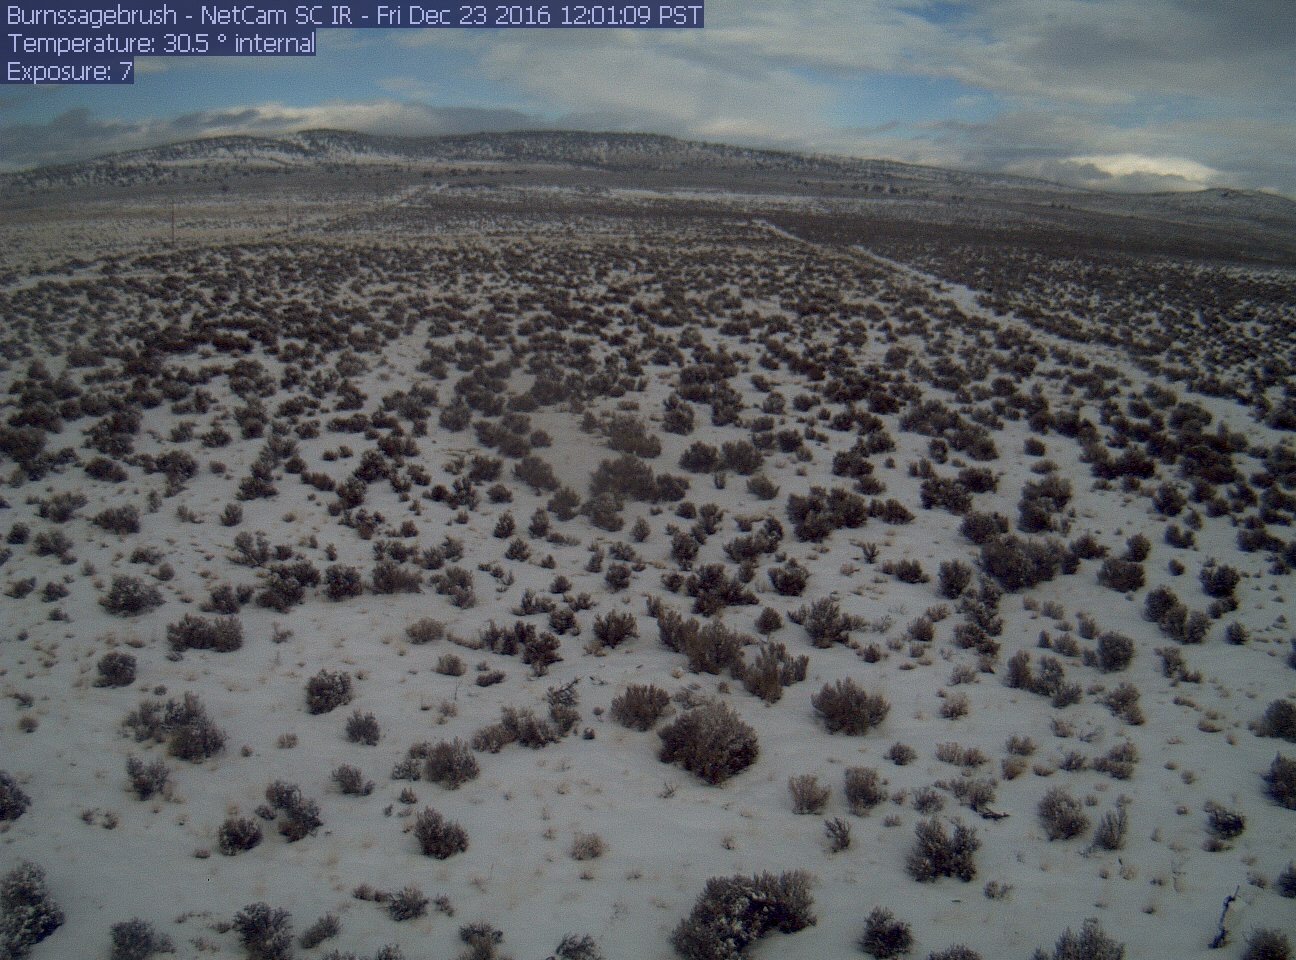 Burnssagebrush - NetCam SC IR - Fri Dec 23 2016 12:01:09 PST
Temperature: 30.5 ° internal
Exposure: 7